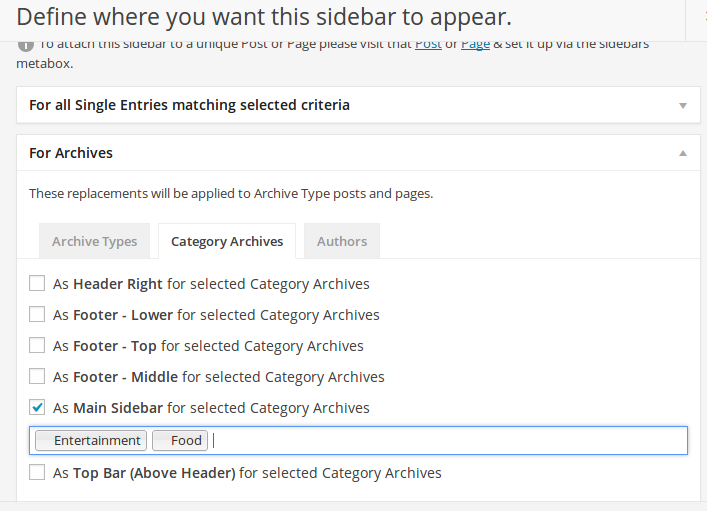 Define where you want this sidebar to appear.
To attach this sidebar to a unique Post or Page please visit that Post or Page & set it up via the sidebars
metabox.
For all Single Entries matching selected criteria
For Archives
These replacements will be applied to Archive Type posts and pages.
Archive Types Category Archives Authors
As Header Right for selected Category Archives
As Footer - Lower for selected Category Archives
As Footer - Top for selected Category Archives
As Footer - Middle for selected Category Archives
As Main Sidebar for selected Category Archives
Entertainment Food
As Top Bar (Above Header) for selected Category Archives